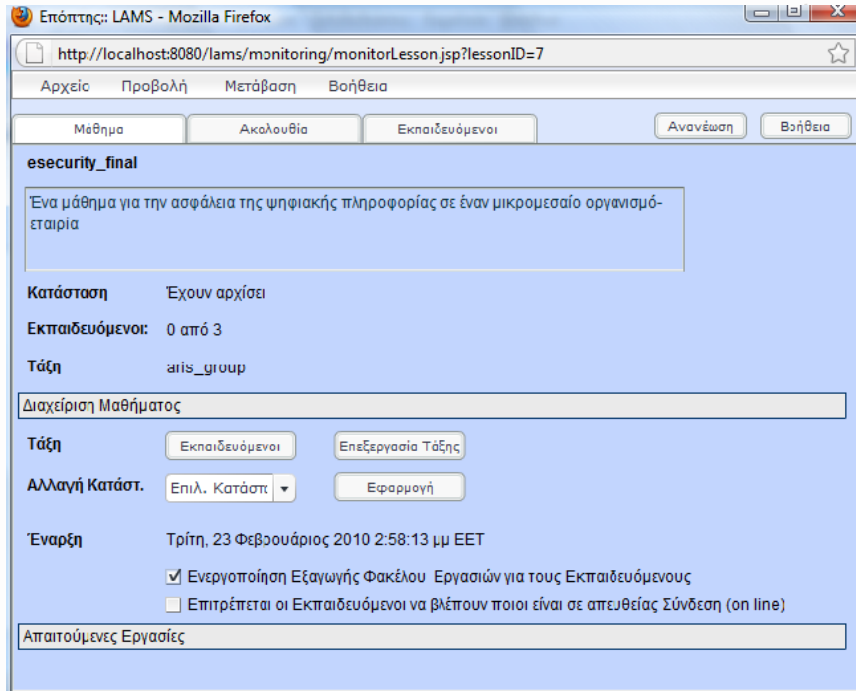 Επόπτης:: LAMS - Mozilla Firefox
http://localhost:8080/lams/monitoring/monitorLesson.jsp?lessonID=7
Αρχείο Προβολή Μετάβαση Βοήθεια
Μάθημα Ακολουθία Εκπαιδευόμενοι Ανανέωση Βοήθεια
esecurity_final
Ένα μάθημα για την ασφάλεια της ψηφιακής πληροφορίας σε έναν μικρομεσαίο οργανισμό-
εταιρία
Κατάσταση Έχουν αρχίσει
Εκπαιδευόμενοι: 0 από 3
Τάξη aris_group
Διαχείριση Μαθήματος
Τάξη Εκπαιδευόμενοι Επεξεργασία Τάξης
Αλλαγή Κατάστ. Επιλ. Κατάστα Εφαρμογή
Έναρξη Τρίτη, 23 Φεβρουάριος 2010 2:58:13 μμ EET
Ενεργοποίηση Εξαγωγής Φακέλου Εργασιών για τους Εκπαιδευόμενους
Επιτρέπεται οι Εκπαιδευόμενοι να βλέπουν ποιοι είναι σε απευθείας Σύνδεση (on line)
Απαιτούμενες Εργασίες